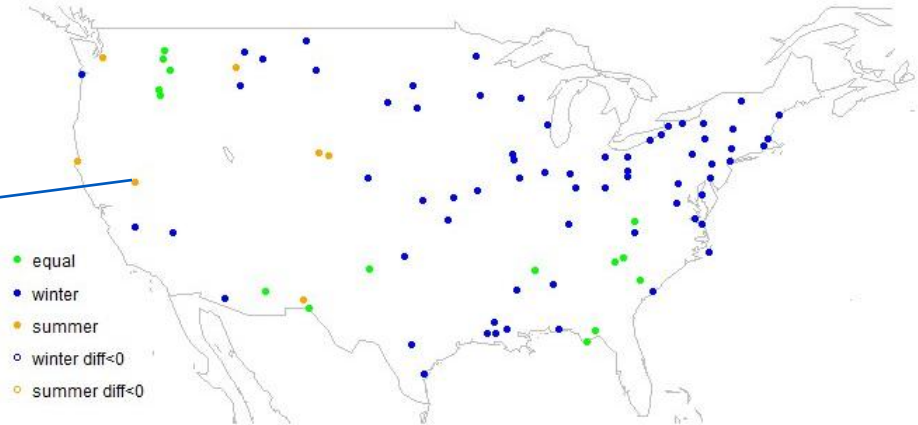 equal
winter
summer
winter diff<0
summer diff<0